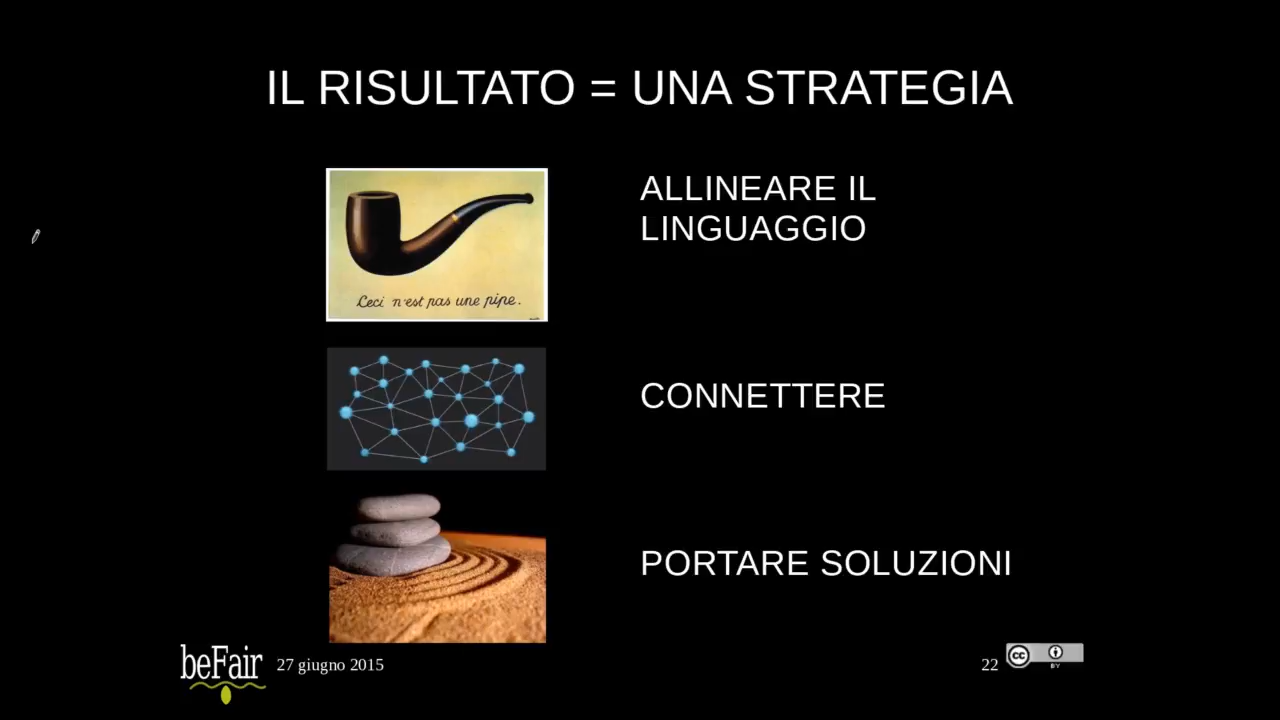 IL RISULTATO = UNA STRATEGIA
ALLINEARE IL
LINGUAGGIO
Ceci n'est pas une pipe.
CONNETTERE
PORTARE SOLUZIONI
beFair
27 giugno 2015
22
cc
BY